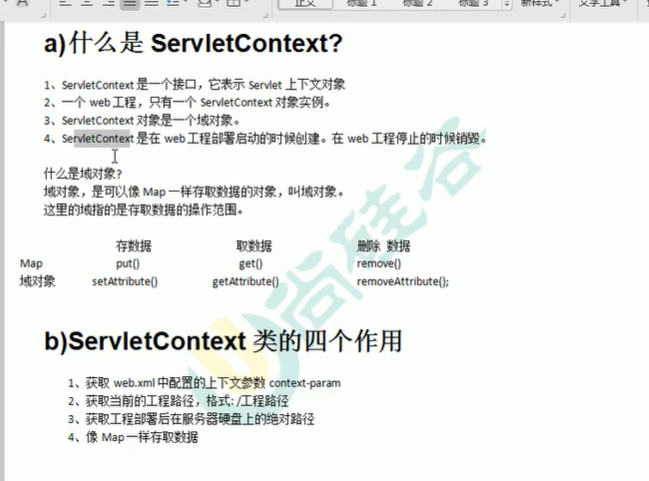 正文 标题 1 标题 2 标题 3 新样式 文字工具
a)什么是 ServletContext?
1、ServletContext 是一个接口，它表示 Servlet 上下文对象
2、一个 web 工程，只有一个 ServletContext 对象实例。
3、ServletContext 对象是一个域对象。
4、ServletContext 是在 web 工程部署启动的时候创建。在 web 工程停止的时候销毁。
什么是域对象?
域对象，是可以像 Map 一样存取数据的对象，叫域对象。
这里的域指的是存取数据的操作范围。
存数据 取数据 删除 数据
Map put() get() remove()
域对象 setAttribute() getAttribute() removeAttribute();
b)ServletContext 类的四个作用
1、获取 web.xml 中配置的上下文参数 context-param
2、获取当前的工程路径，格式: /工程路径
3、获取工程部署后在服务器硬盘上的绝对路径
4、像 Map 一样存取数据
尚硅谷